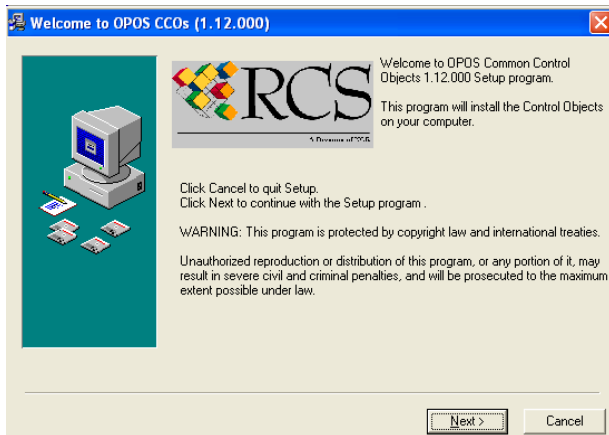 Welcome to OPOS CCOs (1.12.000)
RCS
Welcome to OPOS Common Control
Objects 1.12.000 Setup program.
This program will install the Control Objects
on your computer.
Click Cancel to quit Setup.
Click Next to continue with the Setup program .
WARNING: This program is protected by copyright law and international treaties.
Unauthorized reproduction or distribution of this program, or any portion of it, may
result in severe civil and criminal penalties, and will be prosecuted to the maximum
extent possible under law.
Next >
Cancel